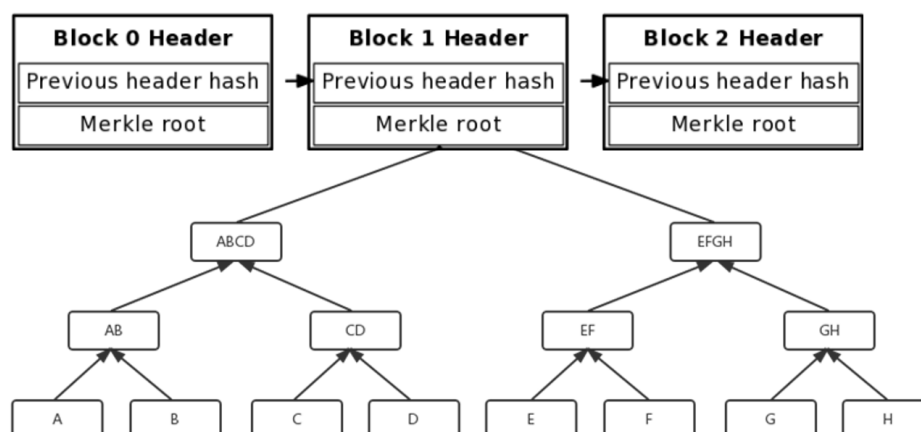 Block 0 Header
Previous header hash
Merkle root
Block 1 Header
Previous header hash
Merkle root
Block 2 Header
Previous header hash
Merkle root
ABCD
EFGH
AB
CD
EF
GH
A
B
C
D
E
F
G
H